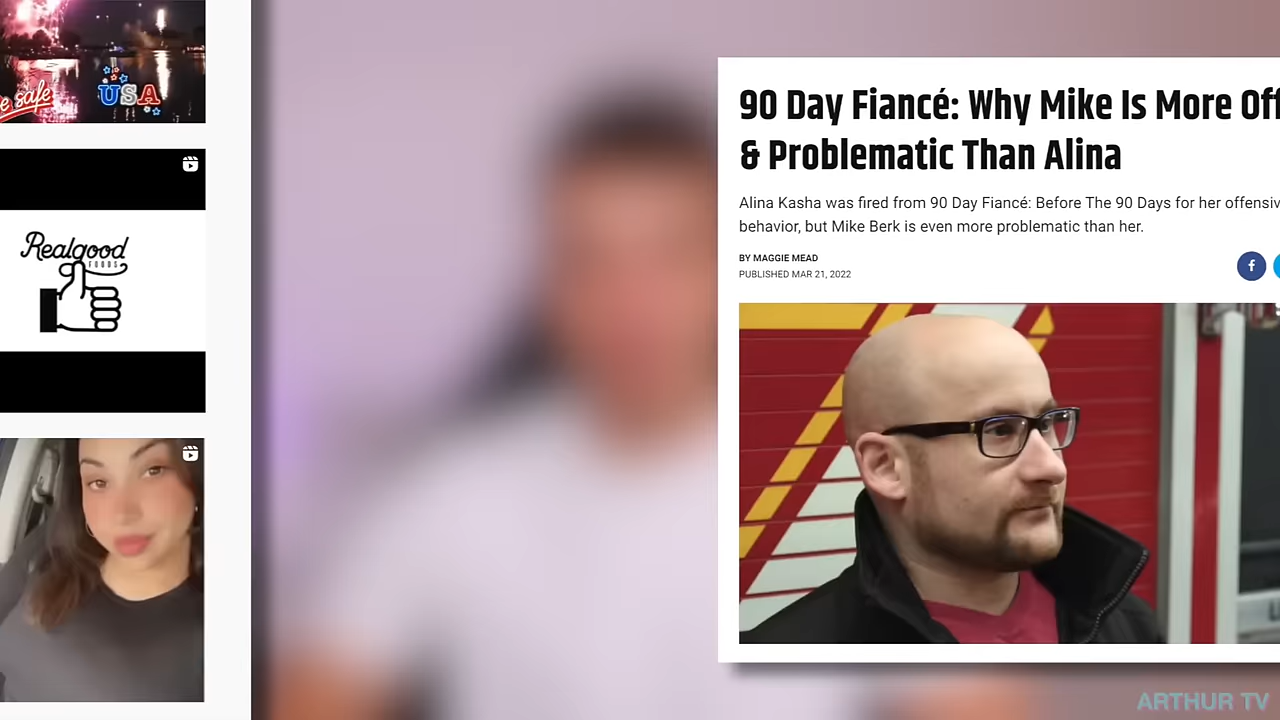 e safe
USA
Realgood
FOODS
90 Day Fiancé: Why Mike Is More Off
& Problematic Than Alina
Alina Kasha was fired from 90 Day Fiancé: Before The 90 Days for her offensiv
behavior, but Mike Berk is even more problematic than her.
BY MAGGIE MEAD
PUBLISHED MAR 21, 2022
f
ARTHUR TV